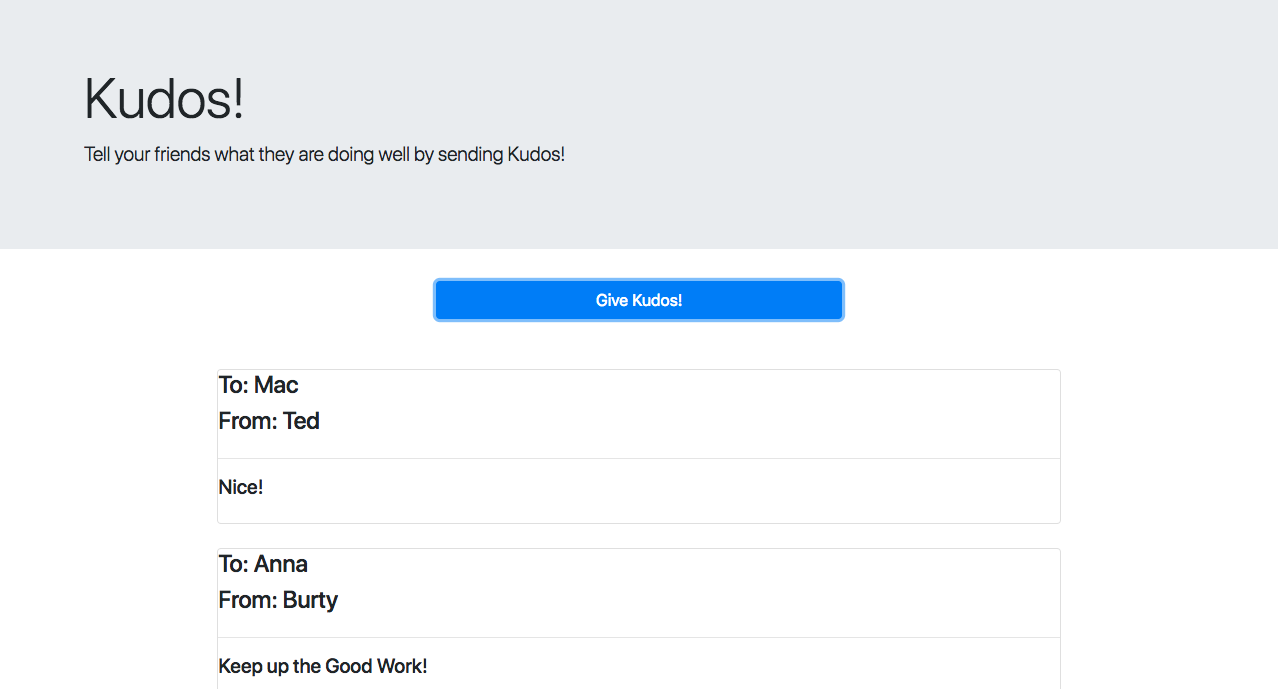 Kudos!
Tell your friends what they are doing well by sending Kudos!
Give Kudos!
To: Mac
From: Ted
Nice!
To: Anna
From: Burty
Keep up the Good Work!